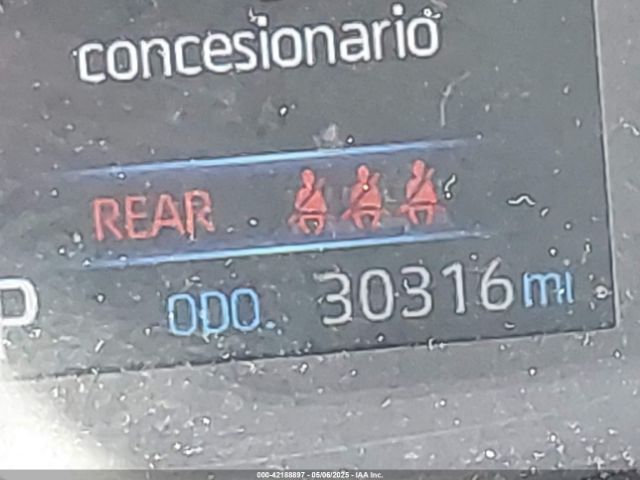 concesionario
REAR
P
ODO. 30316 mi
000-42188897 - 05/06/2025 - IAA Inc.